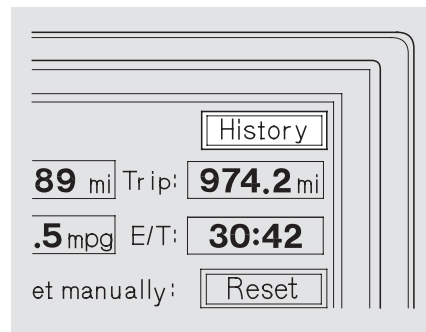 History
89 mi Trip: 974.2 mi
.5 mpg E/T: 30:42
et manually: Reset